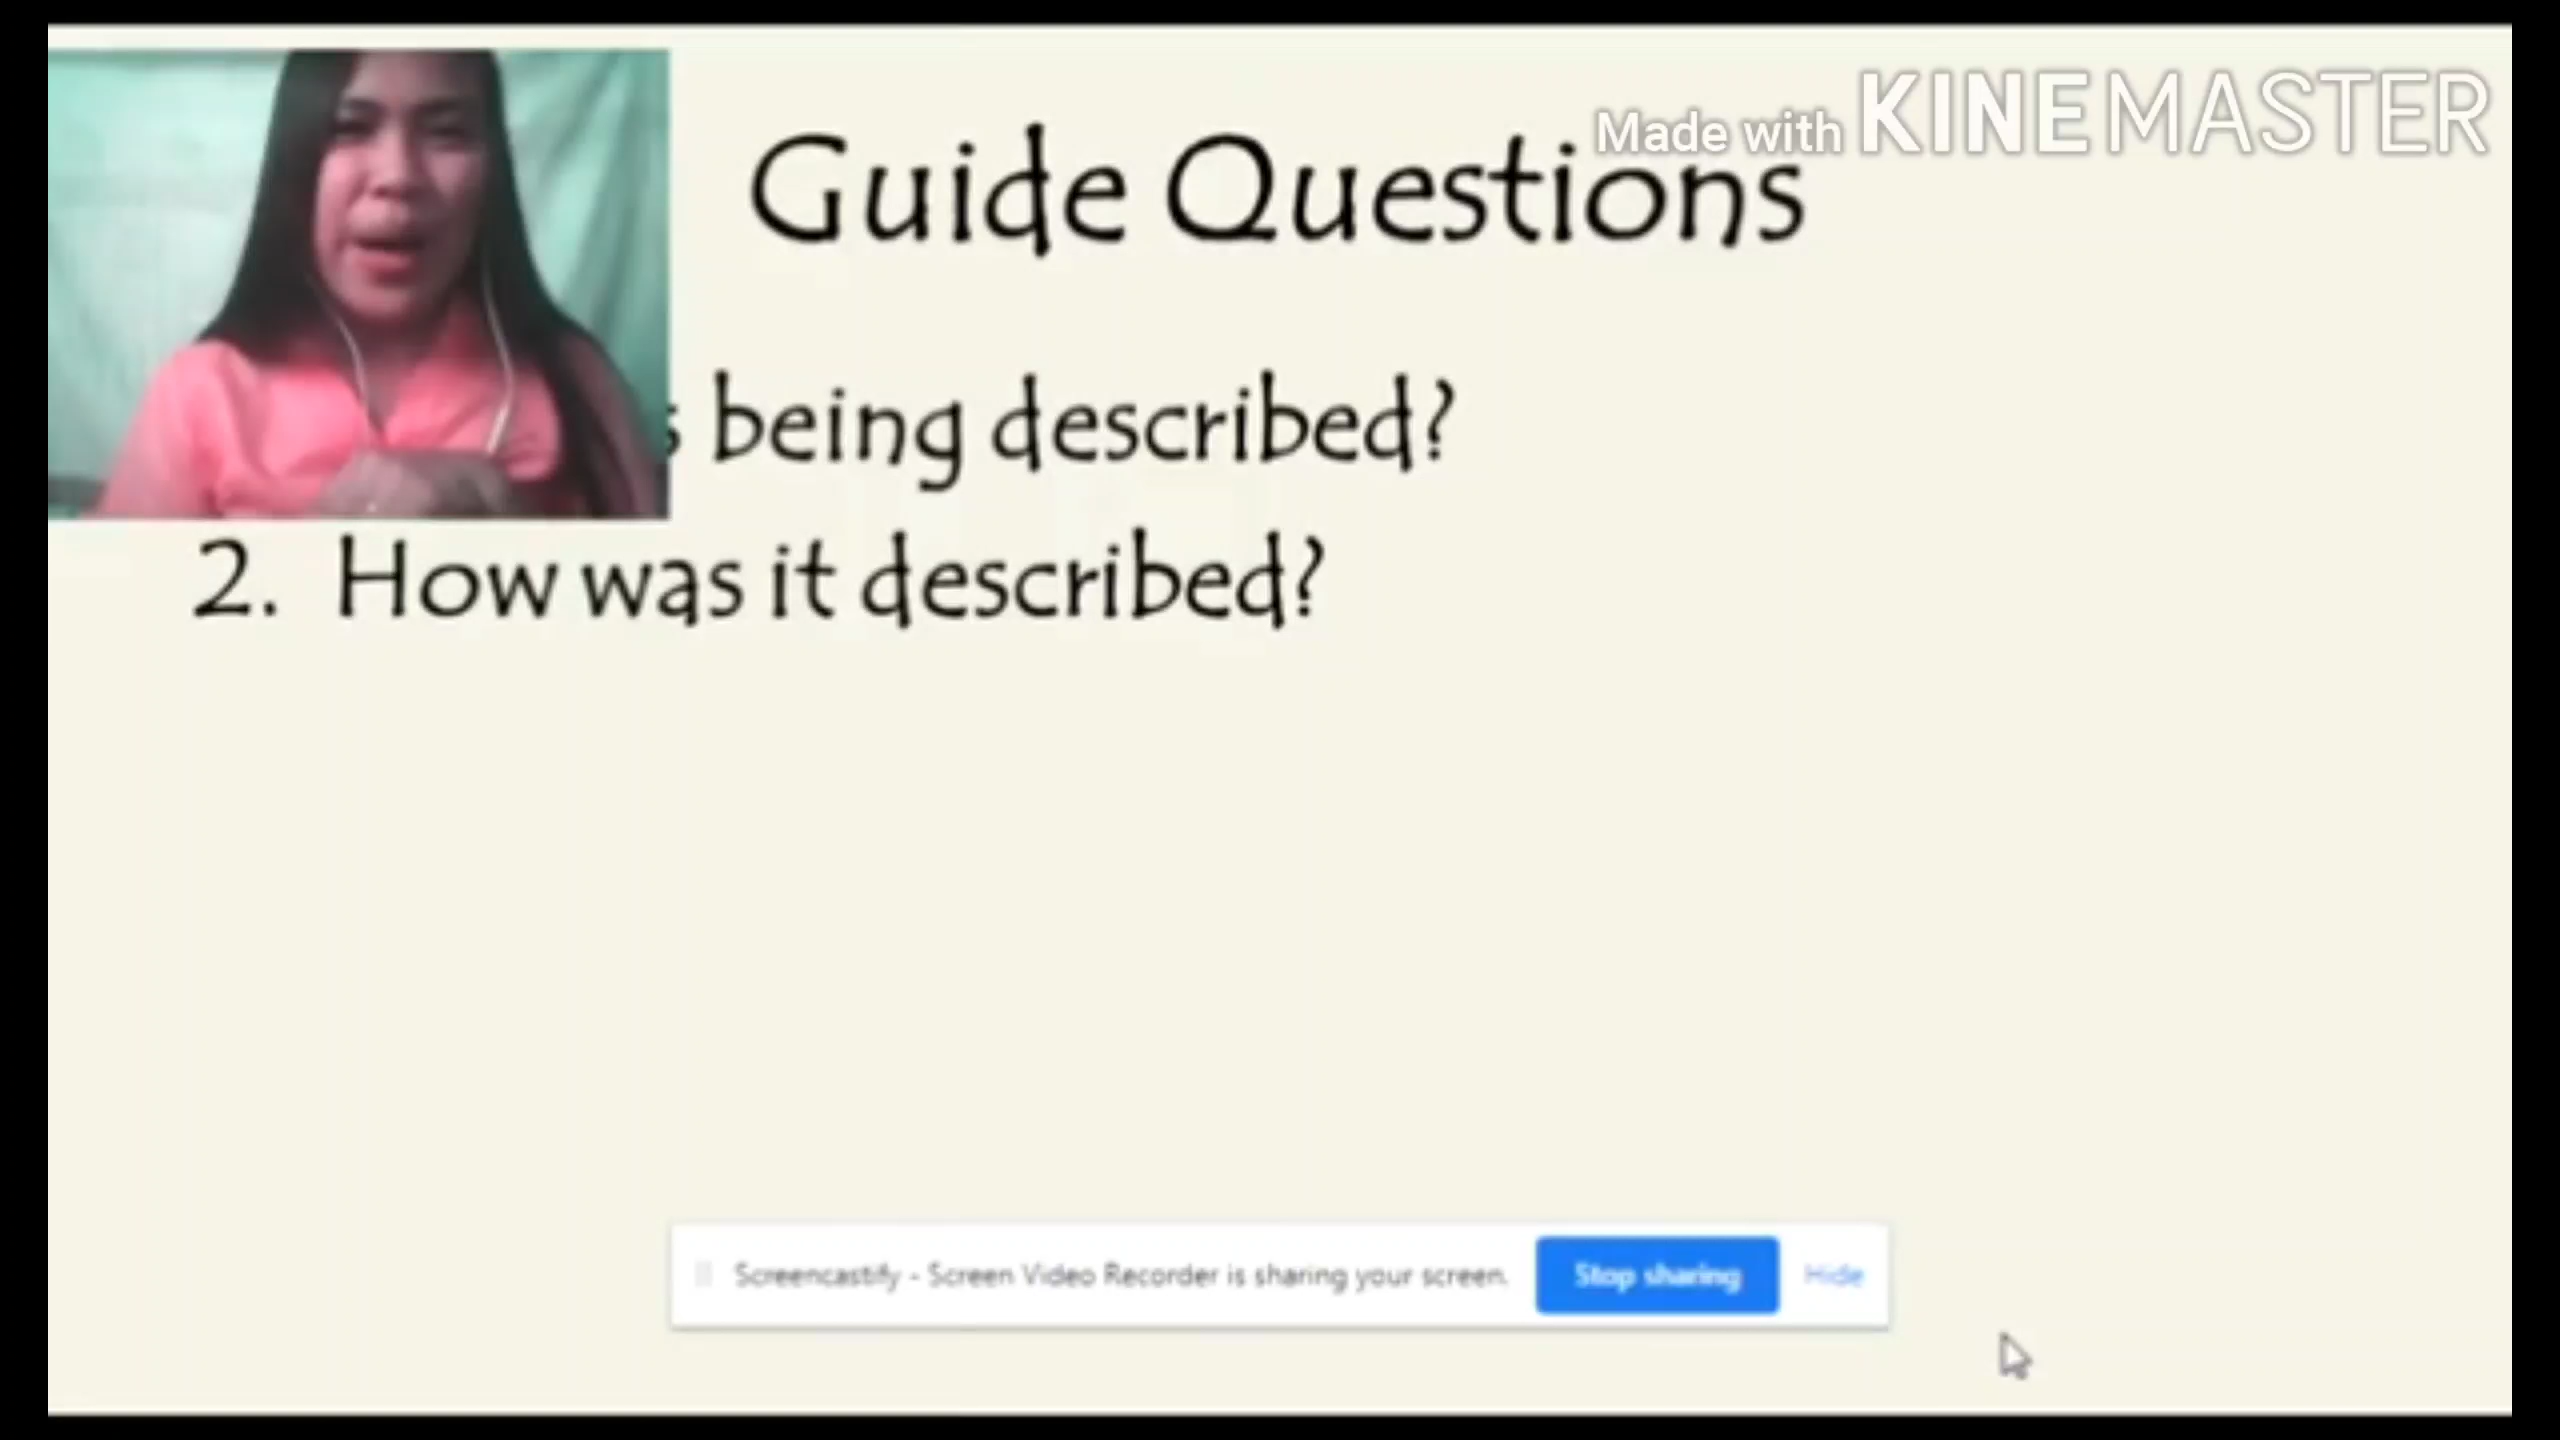 Made with KINEMASTER
Guide Questions
s being described?
2. How was it described?
Screencastify - Screen Video Recorder is sharing your screen.
Stop sharing
Hide